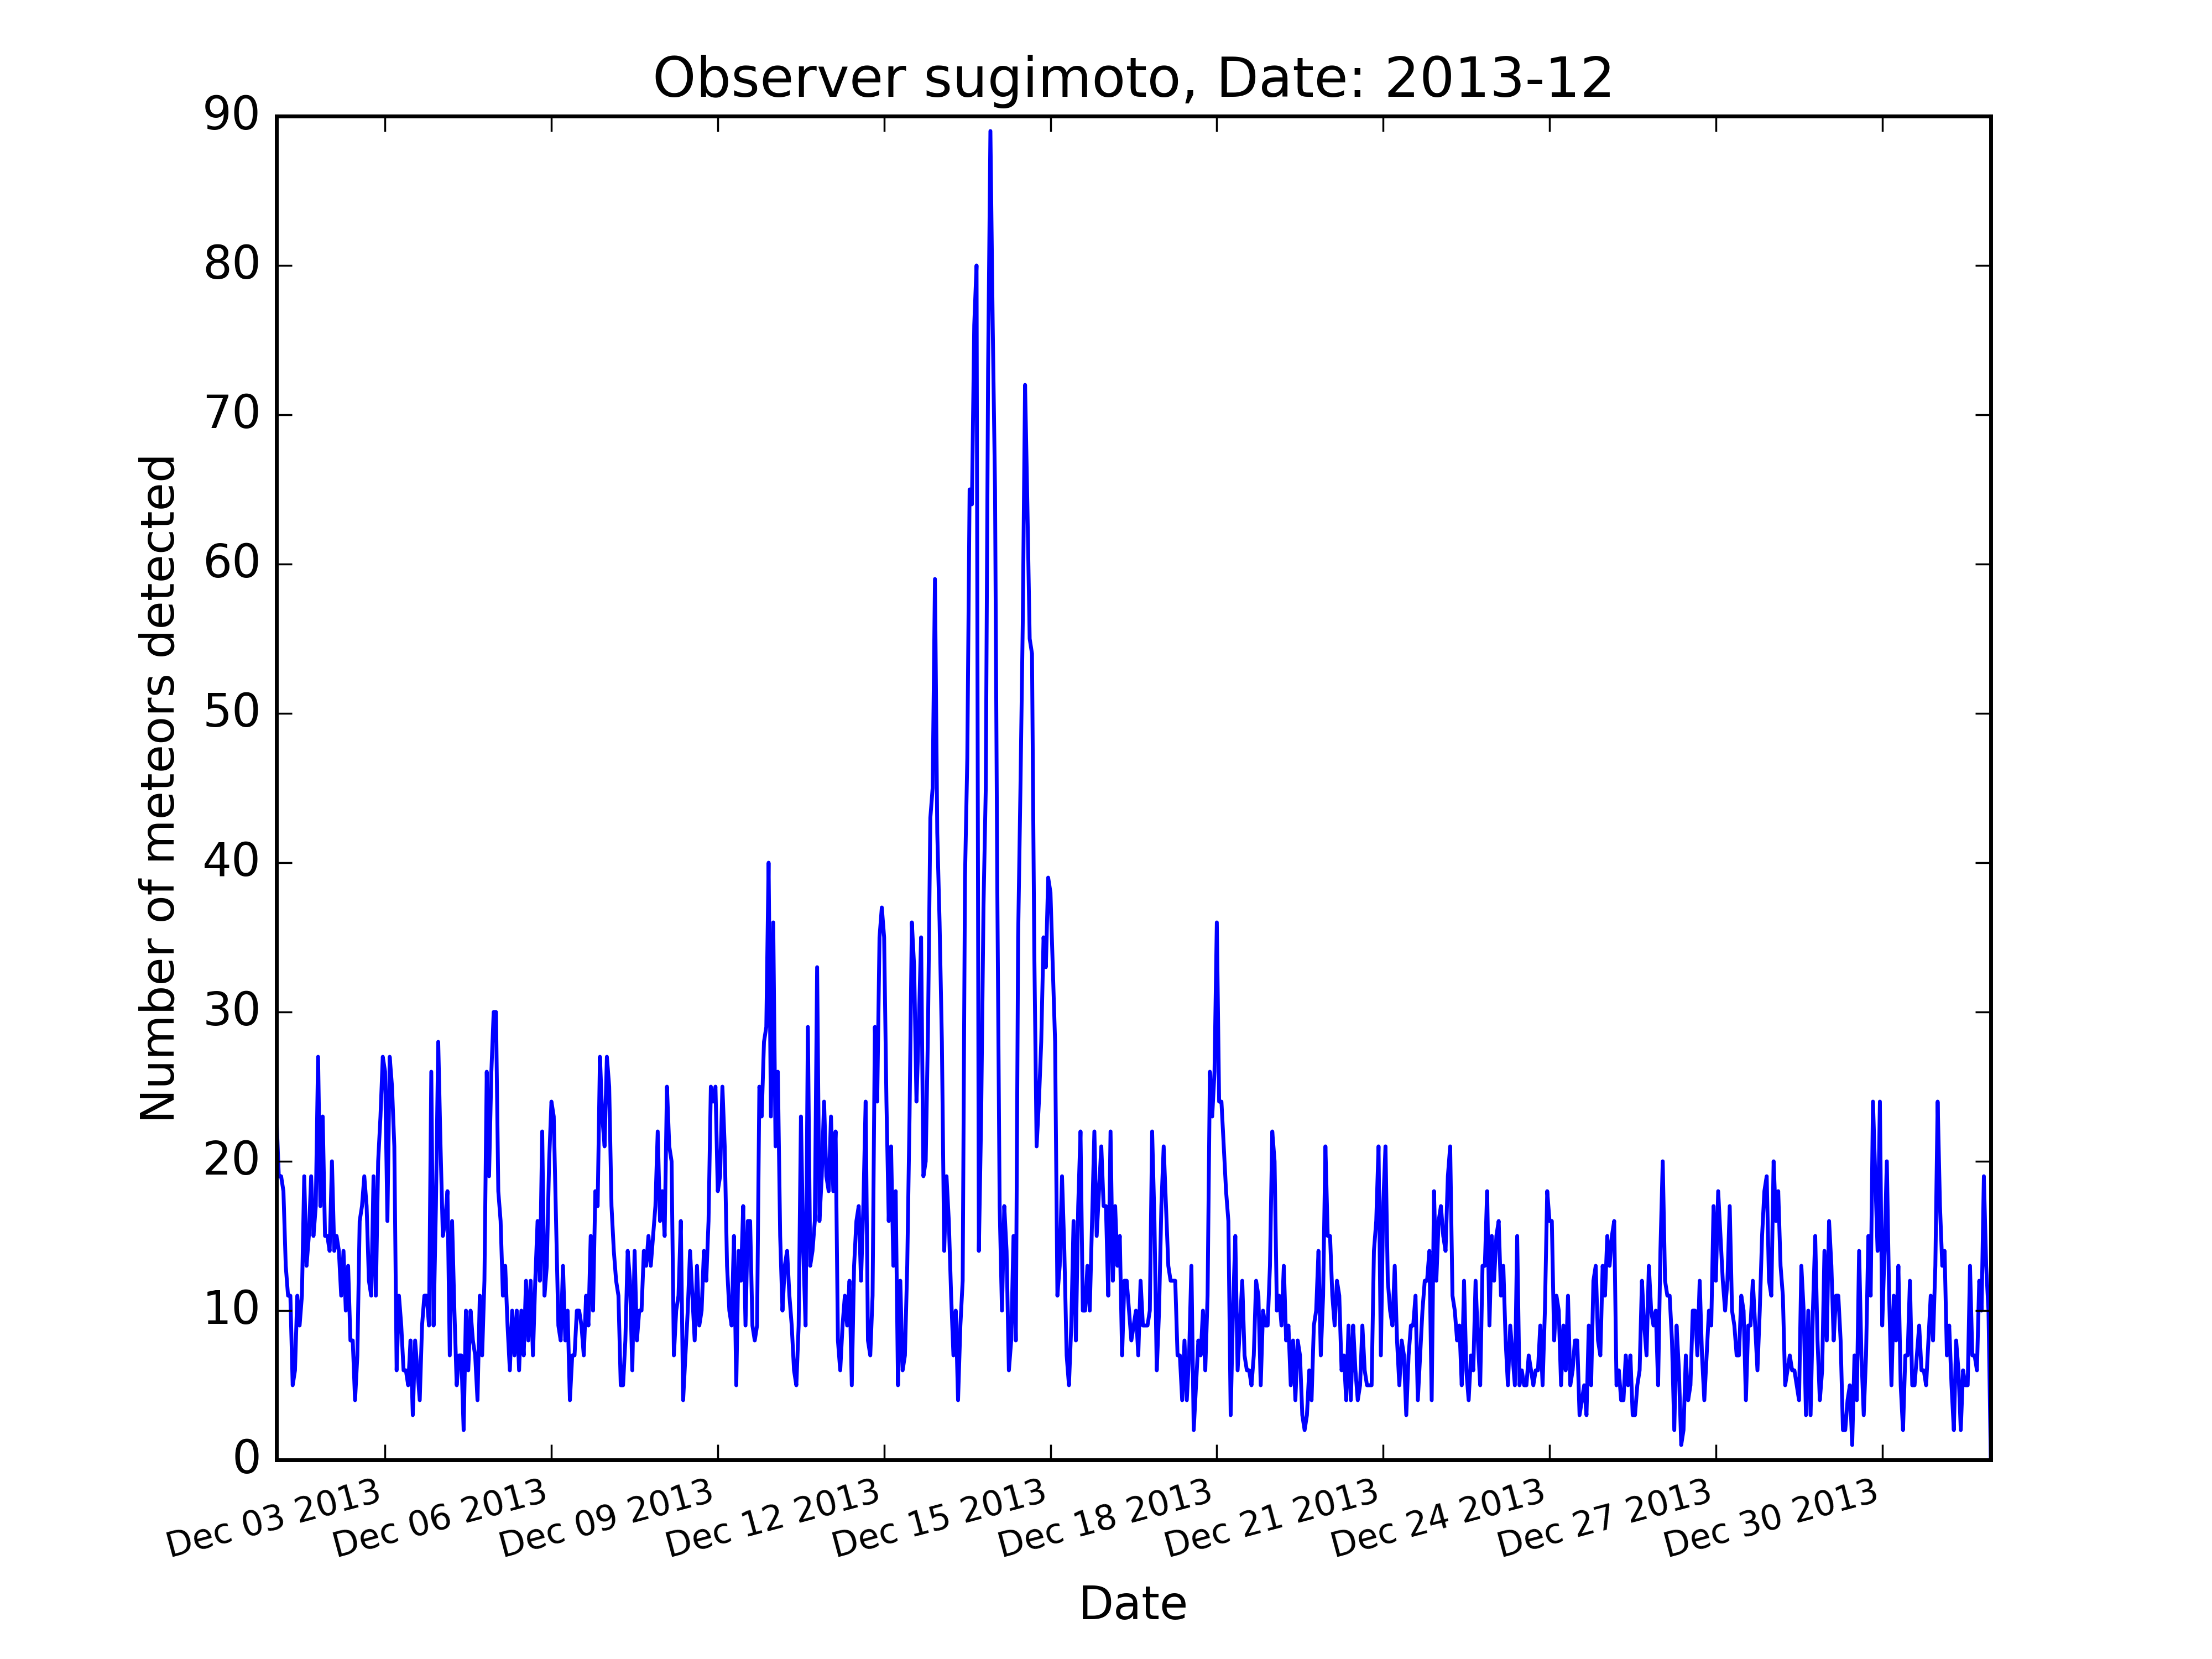 Observer sugimoto, Date: 2013-12
90
80
70
60
50
40
30
20
10
0
Number of meteors detected
Dec 03 2013
Dec 06 2013
Dec 09 2013
Dec 12 2013
Dec 15 2013
Dec 18 2013
Dec 21 2013
Dec 24 2013
Dec 27 2013
Dec 30 2013
Date